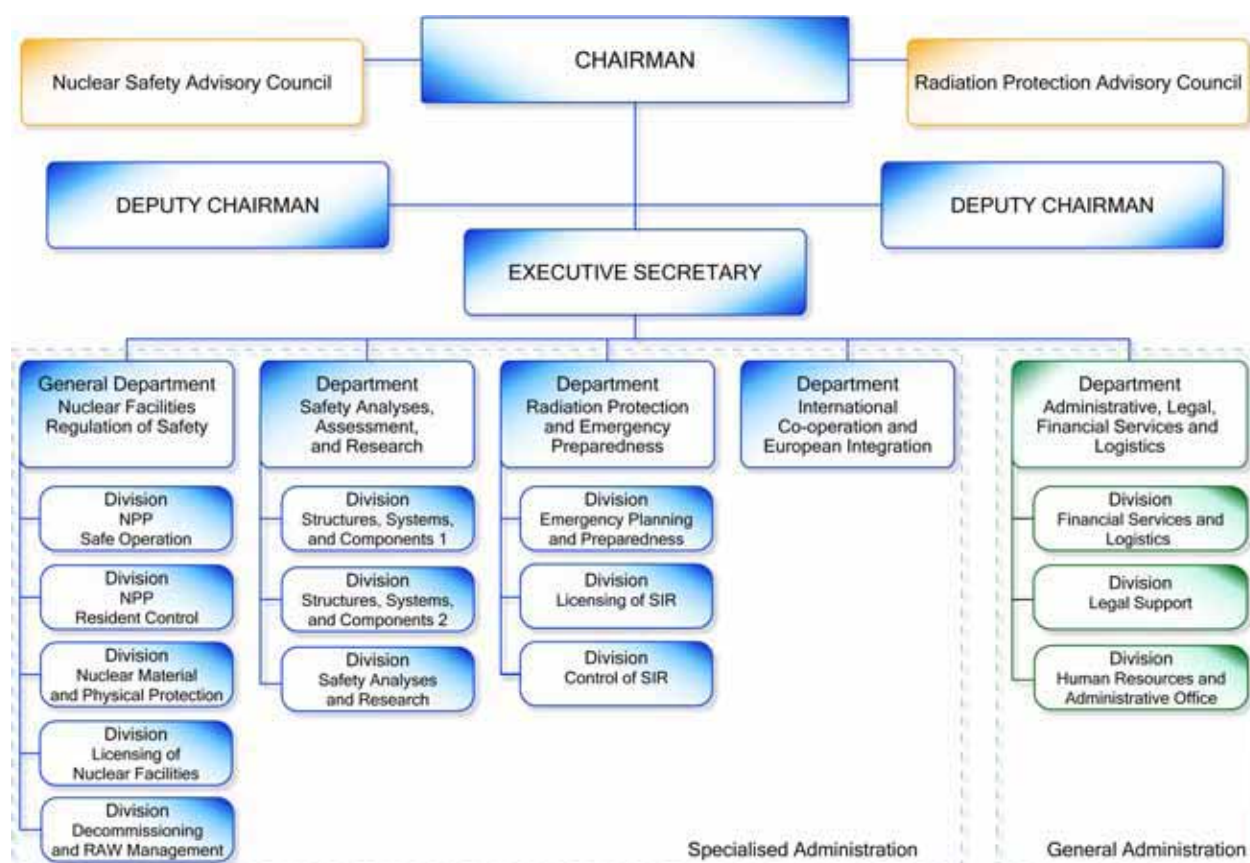 CHAIRMAN
Nuclear Safety Advisory Council
Radiation Protection Advisory Council
DEPUTY CHAIRMAN
DEPUTY CHAIRMAN
EXECUTIVE SECRETARY
General Department
Nuclear Facilities
Regulation of Safety
Division
NPP
Safe Operation
Division
NPP
Resident Control
Division
Nuclear Material
and Physical Protection
Division
Licensing of
Nuclear Facilities
Division
Decommissioning
and RAW Management
Department
Safety Analyses,
Assessment,
and Research
Division
Structures, Systems,
and Components 1
Division
Structures, Systems,
and Components 2
Division
Safety Analyses
and Research
Department
Radiation Protection
and Emergency
Preparedness
Division
Emergency Planning
and Preparedness
Division
Licensing of SIR
Division
Control of SIR
Department
International
Co-operation and
European Integration
Specialised Administration
Department
Administrative, Legal,
Financial Services and
Logistics
Division
Financial Services and
Logistics
Division
Legal Support
Division
Human Resources and
Administrative Office
General Administration